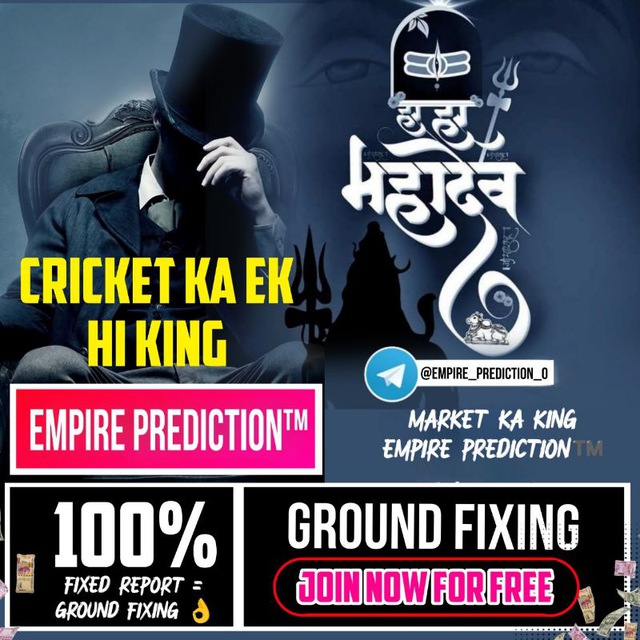 हर हर
महादेव
CRICKET KA EK
HI KING
@EMPIRE_PREDICTION_0
EMPIRE PREDICTION™
MARKET KA KING
EMPIRE PREDICTION™
100%
FIXED REPORT =
GROUND FIXING 👌
GROUND FIXING
JOIN NOW FOR FREE